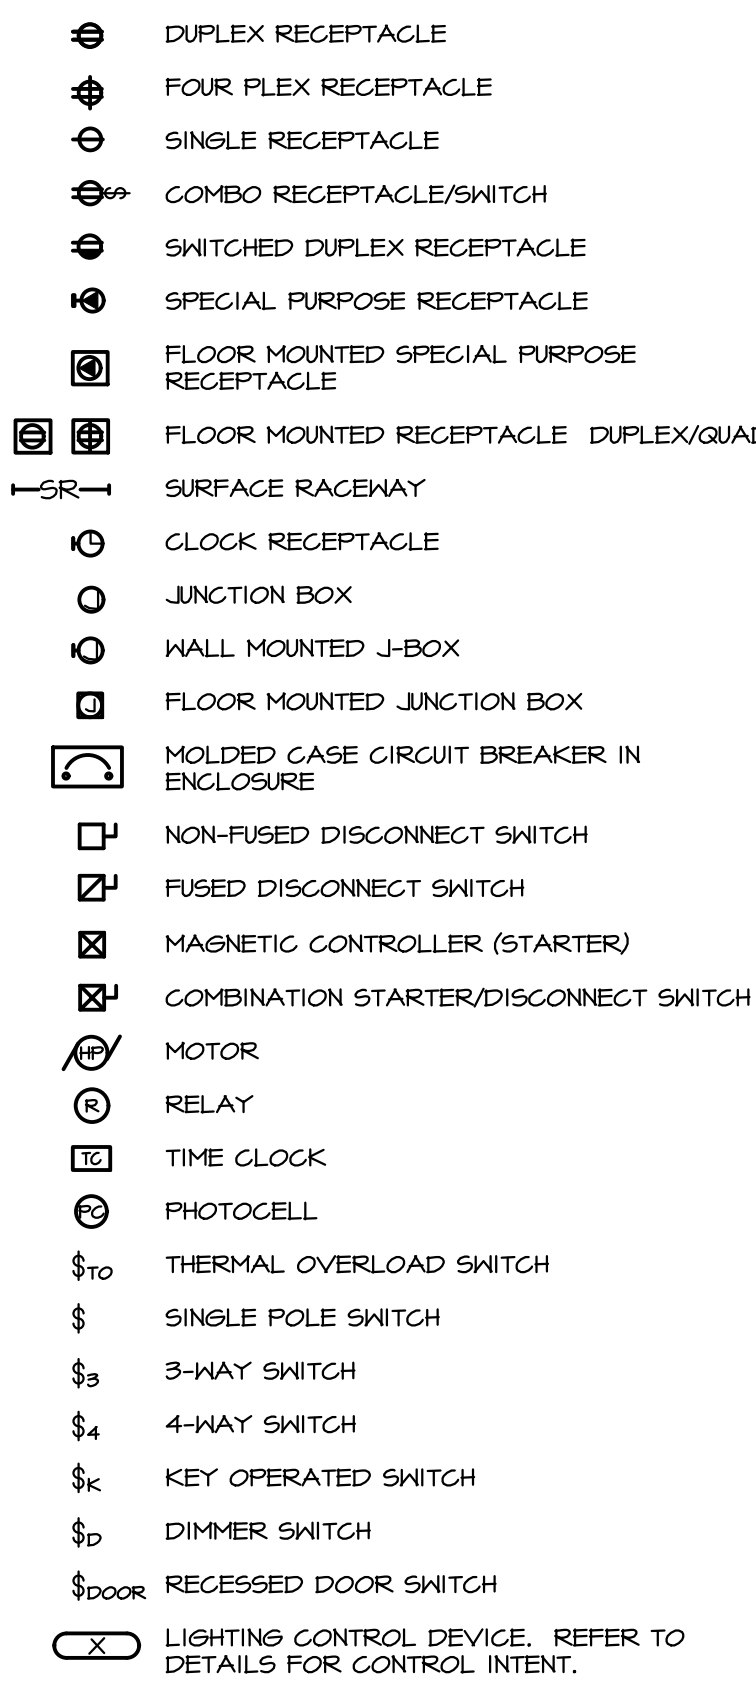 DUPLEX RECEPTACLE
FOUR PLEX RECEPTACLE
SINGLE RECEPTACLE
S COMBO RECEPTACLE/SWITCH
SWITCHED DUPLEX RECEPTACLE
SPECIAL PURPOSE RECEPTACLE
FLOOR MOUNTED SPECIAL PURPOSE
RECEPTACLE
FLOOR MOUNTED RECEPTACLE DUPLEX/QUAD
SR SURFACE RACEWAY
CLOCK RECEPTACLE
J JUNCTION BOX
J WALL MOUNTED J-BOX
J FLOOR MOUNTED JUNCTION BOX
MOLDED CASE CIRCUIT BREAKER IN
ENCLOSURE
NON-FUSED DISCONNECT SWITCH
FUSED DISCONNECT SWITCH
MAGNETIC CONTROLLER (STARTER)
COMBINATION STARTER/DISCONNECT SWITCH
HP MOTOR
R RELAY
TC TIME CLOCK
PC PHOTOCELL
$TO THERMAL OVERLOAD SWITCH
$ SINGLE POLE SWITCH
$3 3-WAY SWITCH
$4 4-WAY SWITCH
$K KEY OPERATED SWITCH
$D DIMMER SWITCH
$DOOR RECESSED DOOR SWITCH
X LIGHTING CONTROL DEVICE. REFER TO
DETAILS FOR CONTROL INTENT.